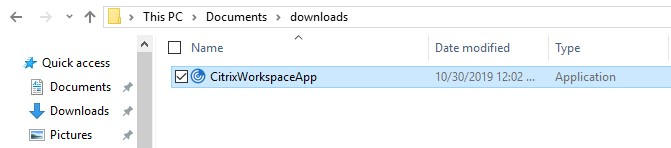 This PC > Documents > downloads
Name Date modified Type
Quick access
CitrixWorkspaceApp 10/30/2019 12:02 ... Application
Documents
Downloads
Pictures